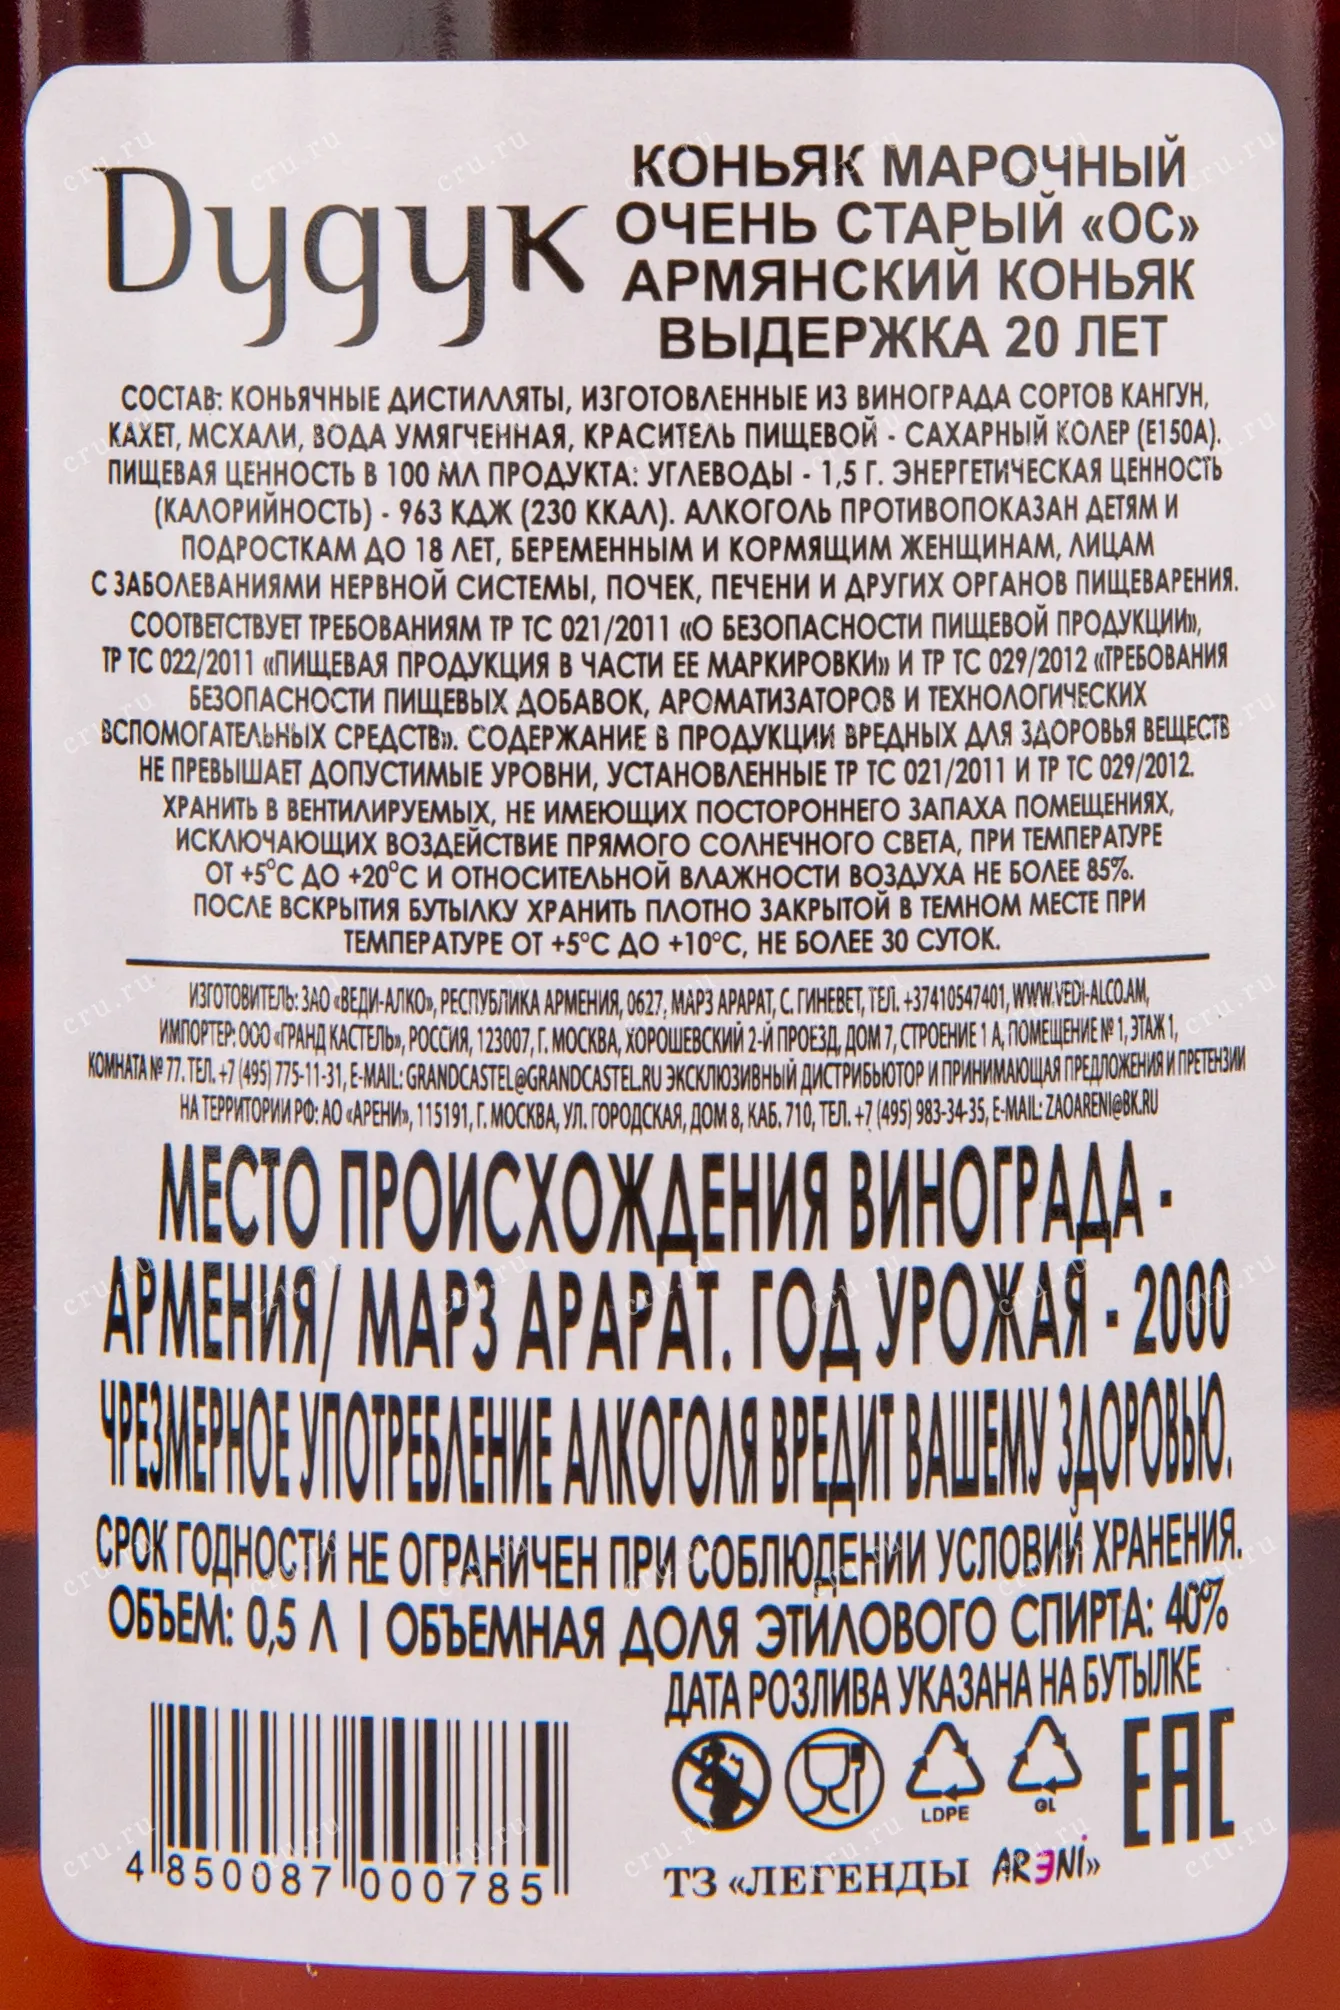 Дудук
КОНЬЯК МАРОЧНЫЙ
ОЧЕНЬ СТАРЫЙ «ОС»
АРМЯНСКИЙ КОНЬЯК
ВЫДЕРЖКА 20 ЛЕТ
СОСТАВ: КОНЬЯЧНЫЕ ДИСТИЛЛЯТЫ, ИЗГОТОВЛЕННЫЕ ИЗ ВИНОГРАДА СОРТОВ КАНГУН,
КАХЕТ, МСХАЛИ, ВОДА УМЯГЧЕННАЯ, КРАСИТЕЛЬ ПИЩЕВОЙ - САХАРНЫЙ КОЛЕР (Е150А).
ПИЩЕВАЯ ЦЕННОСТЬ В 100 МЛ ПРОДУКТА: УГЛЕВОДЫ - 1,5 Г. ЭНЕРГЕТИЧЕСКАЯ ЦЕННОСТЬ
(КАЛОРИЙНОСТЬ) - 963 КДЖ (230 ККАЛ). АЛКОГОЛЬ ПРОТИВОПОКАЗАН ДЕТЯМ И
ПОДРОСТКАМ ДО 18 ЛЕТ, БЕРЕМЕННЫМ И КОРМЯЩИМ ЖЕНЩИНАМ, ЛИЦАМ
С ЗАБОЛЕВАНИЯМИ НЕРВНОЙ СИСТЕМЫ, ПОЧЕК, ПЕЧЕНИ И ДРУГИХ ОРГАНОВ ПИЩЕВАРЕНИЯ.
СООТВЕТСТВУЕТ ТРЕБОВАНИЯМ ТР ТС 021/2011 «О БЕЗОПАСНОСТИ ПИЩЕВОЙ ПРОДУКЦИИ»,
ТР ТС 022/2011 «ПИЩЕВАЯ ПРОДУКЦИЯ В ЧАСТИ ЕЕ МАРКИРОВКИ» И ТР ТС 029/2012 «ТРЕБОВАНИЯ
БЕЗОПАСНОСТИ ПИЩЕВЫХ ДОБАВОК, АРОМАТИЗАТОРОВ И ТЕХНОЛОГИЧЕСКИХ
ВСПОМОГАТЕЛЬНЫХ СРЕДСТВ». СОДЕРЖАНИЕ В ПРОДУКЦИИ ВРЕДНЫХ ДЛЯ ЗДОРОВЬЯ ВЕЩЕСТВ
НЕ ПРЕВЫШАЕТ ДОПУСТИМЫЕ УРОВНИ, УСТАНОВЛЕННЫЕ ТР ТС 021/2011 И ТР ТС 029/2012.
ХРАНИТЬ В ВЕНТИЛИРУЕМЫХ, НЕ ИМЕЮЩИХ ПОСТОРОННЕГО ЗАПАХА ПОМЕЩЕНИЯХ,
ИСКЛЮЧАЮЩИХ ВОЗДЕЙСТВИЕ ПРЯМОГО СОЛНЕЧНОГО СВЕТА, ПРИ ТЕМПЕРАТУРЕ
ОТ +5°С ДО +20°С И ОТНОСИТЕЛЬНОЙ ВЛАЖНОСТИ ВОЗДУХА НЕ БОЛЕЕ 85%.
ПОСЛЕ ВСКРЫТИЯ БУТЫЛКУ ХРАНИТЬ ПЛОТНО ЗАКРЫТОЙ В ТЕМНОМ МЕСТЕ ПРИ
ТЕМПЕРАТУРЕ ОТ +5°С ДО +10°С, НЕ БОЛЕЕ 30 СУТОК.
ИЗГОТОВИТЕЛЬ: ЗАО «ВЕДИ-АЛКО», РЕСПУБЛИКА АРМЕНИЯ, 0627, МАРЗ АРАРАТ, С. ГИНЕВЕТ, ТЕЛ. +37410547401, WWW.VEDI-ALCO.AM,
ИМПОРТЕР: ООО «ГРАНД КАСТЕЛЬ», РОССИЯ, 123007, Г. МОСКВА, ХОРОШЕВСКИЙ 2-Й ПРОЕЗД, ДОМ 7, СТРОЕНИЕ 1 А, ПОМЕЩЕНИЕ № 1, ЭТАЖ 1,
КОМНАТА № 77. ТЕЛ. +7 (495) 775-11-31, E-MAIL: GRANDCASTEL@GRANDCASTEL.RU ЭКСКЛЮЗИВНЫЙ ДИСТРИБЬЮТОР И ПРИНИМАЮЩАЯ ПРЕДЛОЖЕНИЯ И ПРЕТЕНЗИИ
НА ТЕРРИТОРИИ РФ: АО «АРЕНИ», 115191, Г. МОСКВА, УЛ. ГОРОДСКАЯ, ДОМ 8, КАБ. 710, ТЕЛ. +7 (495) 983-34-35, E-MAIL: ZAOARENI@BK.RU
МЕСТО ПРОИСХОЖДЕНИЯ ВИНОГРАДА -
АРМЕНИЯ/ МАРЗ АРАРАТ. ГОД УРОЖАЯ - 2000
ЧРЕЗМЕРНОЕ УПОТРЕБЛЕНИЕ АЛКОГОЛЯ ВРЕДИТ ВАШЕМУ ЗДОРОВЬЮ.
СРОК ГОДНОСТИ НЕ ОГРАНИЧЕН ПРИ СОБЛЮДЕНИИ УСЛОВИЙ ХРАНЕНИЯ.
ОБЪЕМ: 0,5 Л | ОБЪЕМНАЯ ДОЛЯ ЭТИЛОВОГО СПИРТА: 40%
ДАТА РОЗЛИВА УКАЗАНА НА БУТЫЛКЕ
LDPE
GL
EAC
4 850087 000785
ТЗ «ЛЕГЕНДЫ ARЭNI»
cru.ru